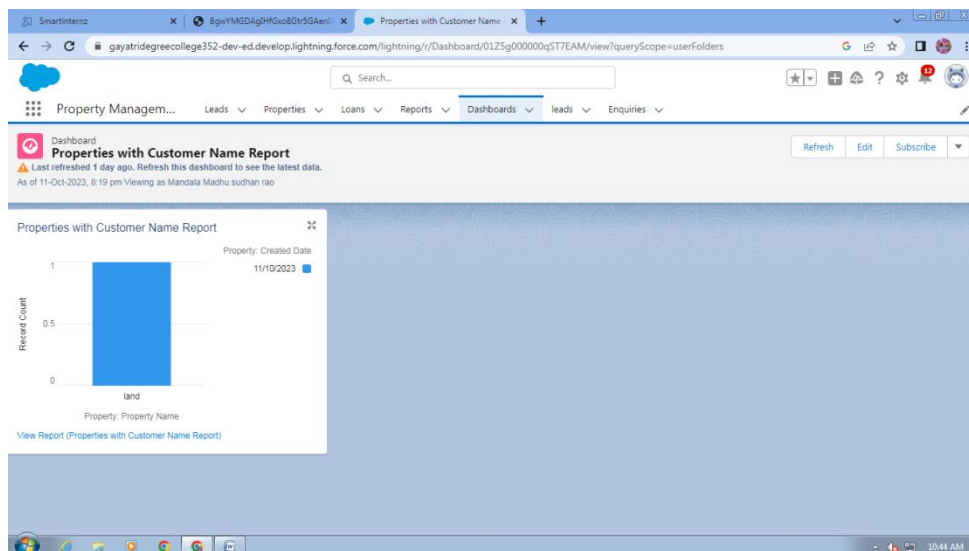 Smartinternz
Properties with Customer Name
gayatridegreecollege352-dev-ed.develop.lightning.force.com/lightning/r/Dashboard/01Z5g000000qST7EAM/view?queryScope=userFolders
Search...
12
Property Managem...
Leads
Properties
Loans
Reports
Dashboards
leads
Enquiries
Dashboard
Properties with Customer Name Report
Last refreshed 1 day ago. Refresh this dashboard to see the latest data.
As of 11-Oct-2023, 8:19 pm Viewing as Mandala Madhu sudhan rao
Refresh
Edit
Subscribe
Properties with Customer Name Report
Property: Created Date
11/10/2023
1
0.5
0
Record Count
land
Property: Property Name
View Report (Properties with Customer Name Report)
10:44 AM